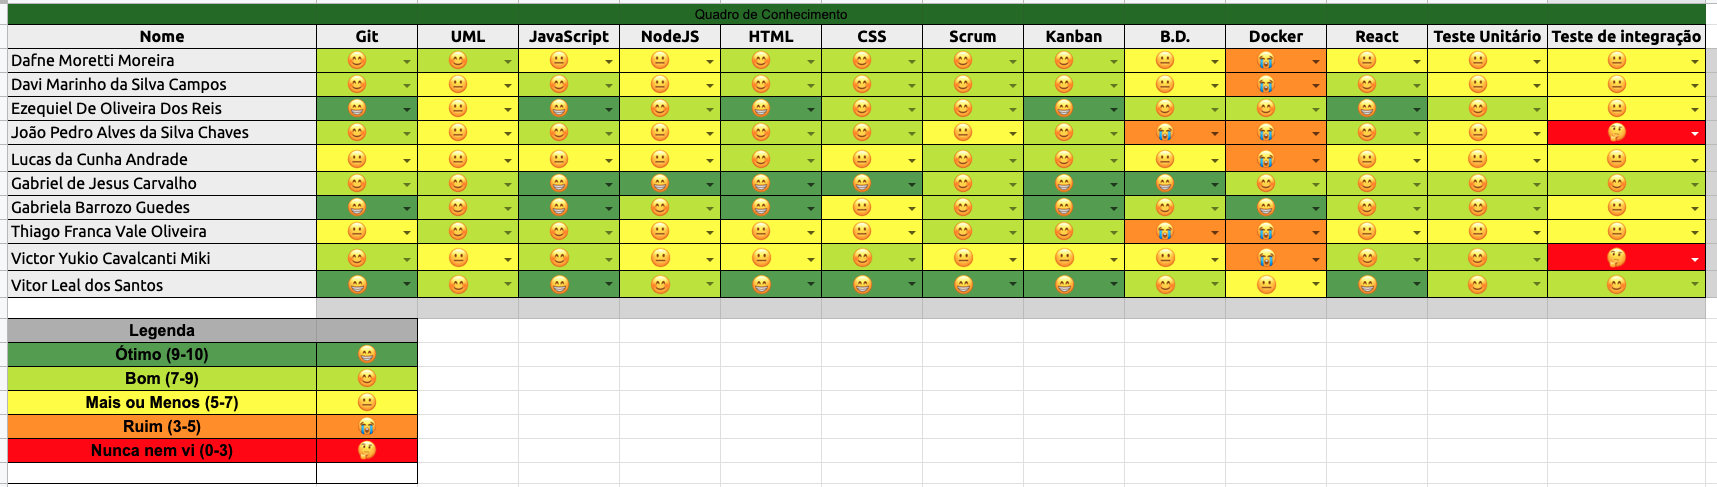 Quadro de Conhecimento
Nome Git UML JavaScript NodeJS HTML CSS Scrum Kanban B.D. Docker React Teste Unitário Teste de integração
Dafne Moretti Moreira 😊 😊 😐 😐 😊 😊 😊 😊 😐 😭 😐 😐 😐
Davi Marinho da Silva Campos 😊 😐 😊 😐 😊 😊 😊 😊 😐 😭 😊 😐 😐
Ezequiel De Oliveira Dos Reis 😁 😐 😁 😊 😁 😊 😊 😁 😊 😊 😁 😊 😐
João Pedro Alves da Silva Chaves 😊 😐 😊 😐 😊 😊 😐 😊 😭 😭 😊 😐 🤔
Lucas da Cunha Andrade 😐 😐 😐 😐 😊 😐 😊 😊 😐 😭 😐 😐 😐
Gabriel de Jesus Carvalho 😊 😊 😁 😁 😁 😁 😊 😁 😁 😊 😊 😊 😊
Gabriela Barrozo Guedes 😁 😊 😁 😊 😁 😐 😊 😁 😊 😁 😊 😊 😐
Thiago Franca Vale Oliveira 😐 😊 😊 😐 😐 😐 😊 😊 😭 😭 😐 😐 😐
Victor Yukio Cavalcanti Miki 😊 😐 😊 😐 😐 😊 😐 😐 😐 😭 😊 😊 🤔
Vitor Leal dos Santos 😁 😊 😁 😊 😁 😁 😁 😁 😊 😐 😁 😊 😊
Legenda
Ótimo (9-10) 😁
Bom (7-9) 😊
Mais ou Menos (5-7) 😐
Ruim (3-5) 😭
Nunca nem vi (0-3) 🤔